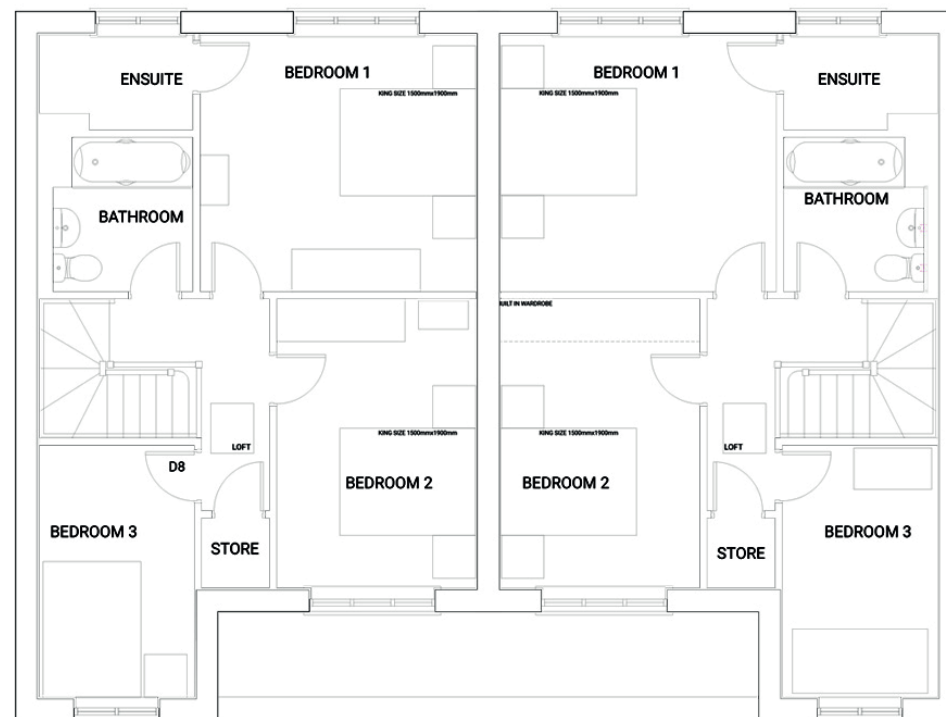 BEDROOM 1
BEDROOM 1
ENSUITE
ENSUITE
KING SIZE 1500mmx1900mm
KING SIZE 1500mmx1900mm
BATHROOM
BATHROOM
UILT IN WARDROBE
KING SIZE 1500mmx1900mm
KING SIZE 1500mmx1900mm
LOFT
LOFT
D8
BEDROOM 2
BEDROOM 2
BEDROOM 3
BEDROOM 3
STORE
STORE